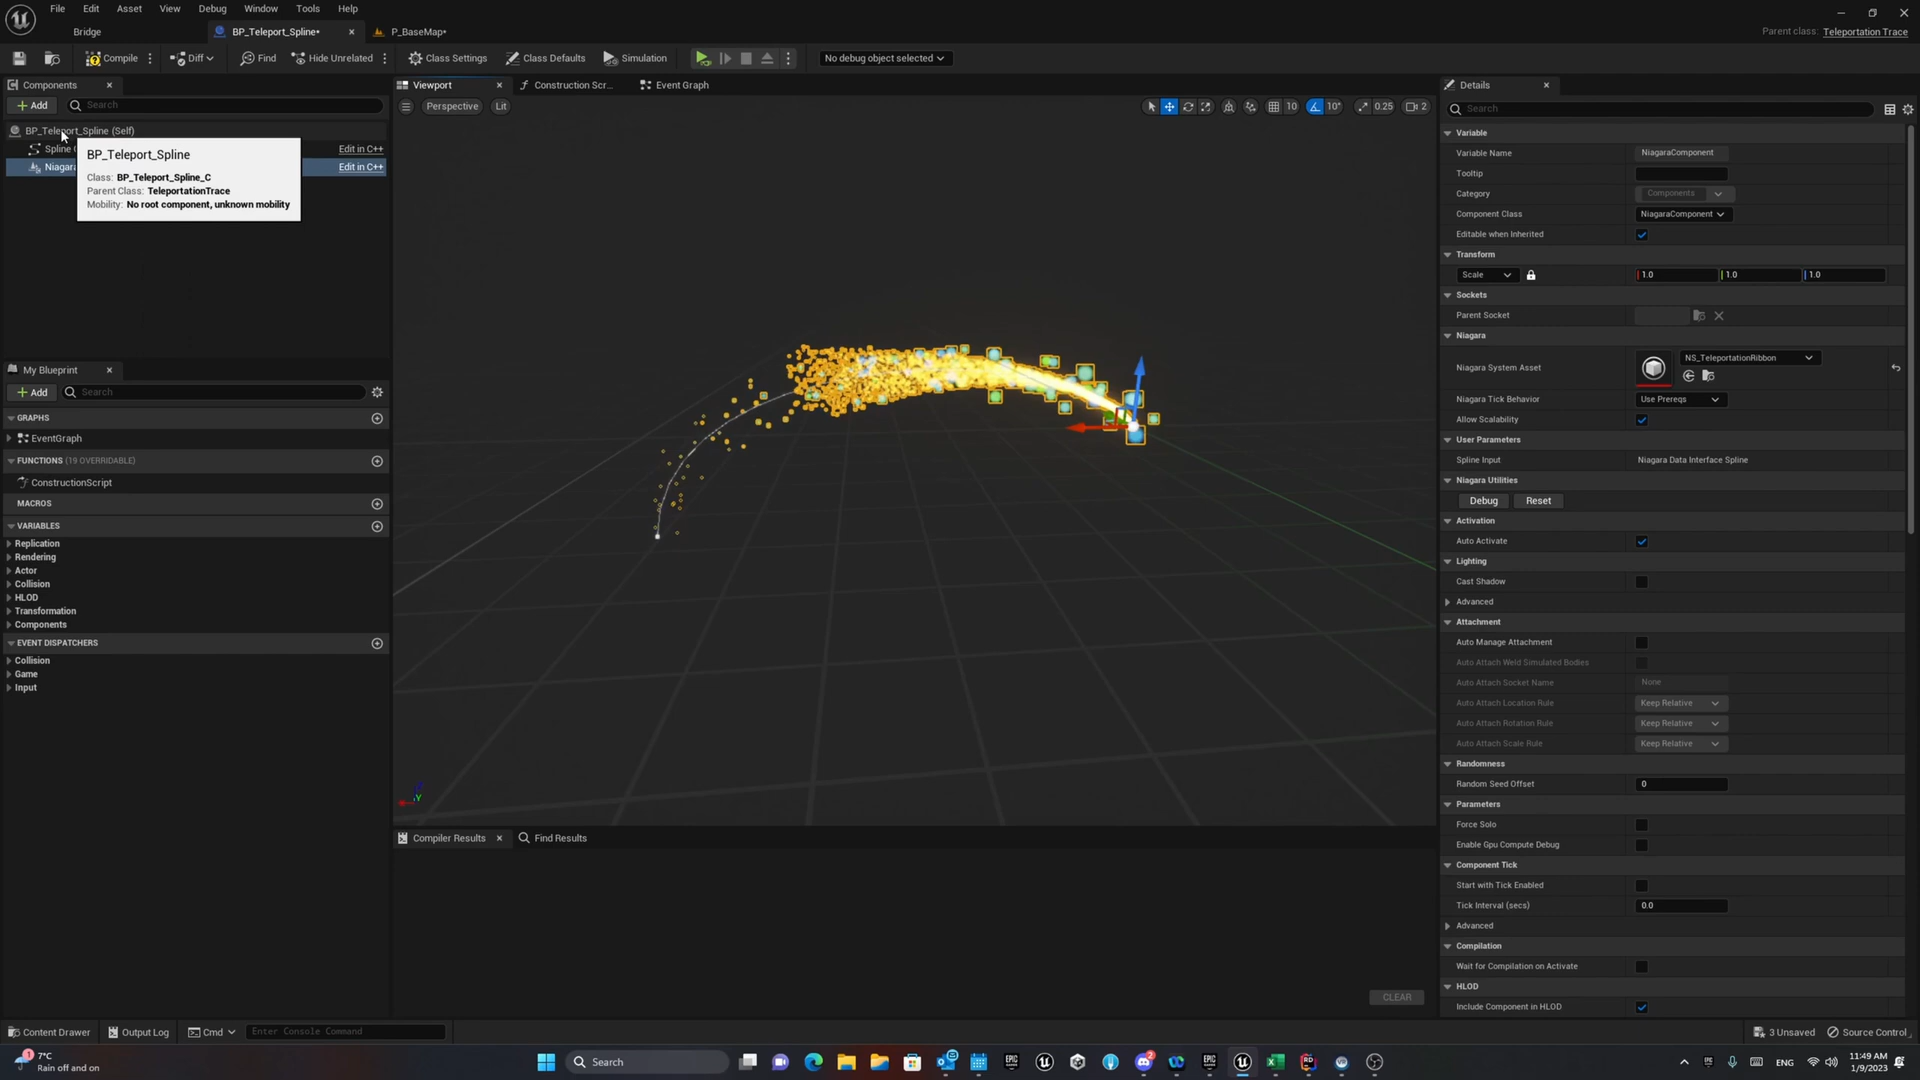 File Edit Asset View Debug Window Tools Help
Bridge BP_Teleport_Spline* P_BaseMap*
Parent class: Teleportation Trace
Compile Diff Find Hide Unrelated Class Settings Class Defaults Simulation No debug object selected
Components
Add Search
BP_Teleport_Spline (Self)
Spline Edit in C++
Niagara Edit in C++
BP_Teleport_Spline
Class: BP_Teleport_Spline_C
Parent Class: TeleportationTrace
Mobility: No root component, unknown mobility
My Blueprint
Add Search
GRAPHS
EventGraph
FUNCTIONS (19 OVERRIDABLE)
ConstructionScript
MACROS
VARIABLES
Replication
Rendering
Actor
Collision
HLOD
Transformation
Components
EVENT DISPATCHERS
Collision
Game
Input
Viewport Construction Scr... Event Graph
Perspective Lit 10 10° 0.25 2
Y
Compiler Results Find Results
CLEAR
Details
Search
Variable
Variable Name NiagaraComponent
Tooltip
Category Components
Component Class NiagaraComponent
Editable when Inherited
Transform
Scale 1.0 1.0 1.0
Sockets
Parent Socket
Niagara
Niagara System Asset NS_TeleportationRibbon
Niagara Tick Behavior Use Prereqs
Allow Scalability
User Parameters
Spline Input Niagara Data Interface Spline
Niagara Utilities
Debug Reset
Activation
Auto Activate
Lighting
Cast Shadow
Advanced
Attachment
Auto Manage Attachment
Auto Attach Weld Simulated Bodies
Auto Attach Socket Name None
Auto Attach Location Rule Keep Relative
Auto Attach Rotation Rule Keep Relative
Auto Attach Scale Rule Keep Relative
Randomness
Random Seed Offset 0
Parameters
Force Solo
Enable Gpu Compute Debug
Component Tick
Start with Tick Enabled
Tick Interval (secs) 0.0
Advanced
Compilation
Wait for Compilation on Activate
HLOD
Include Component in HLOD
Content Drawer Output Log Cmd Enter Console Command 3 Unsaved Source Control
1 7°C
Rain off and on
Search
2
ENG
11:49 AM
1/9/2023